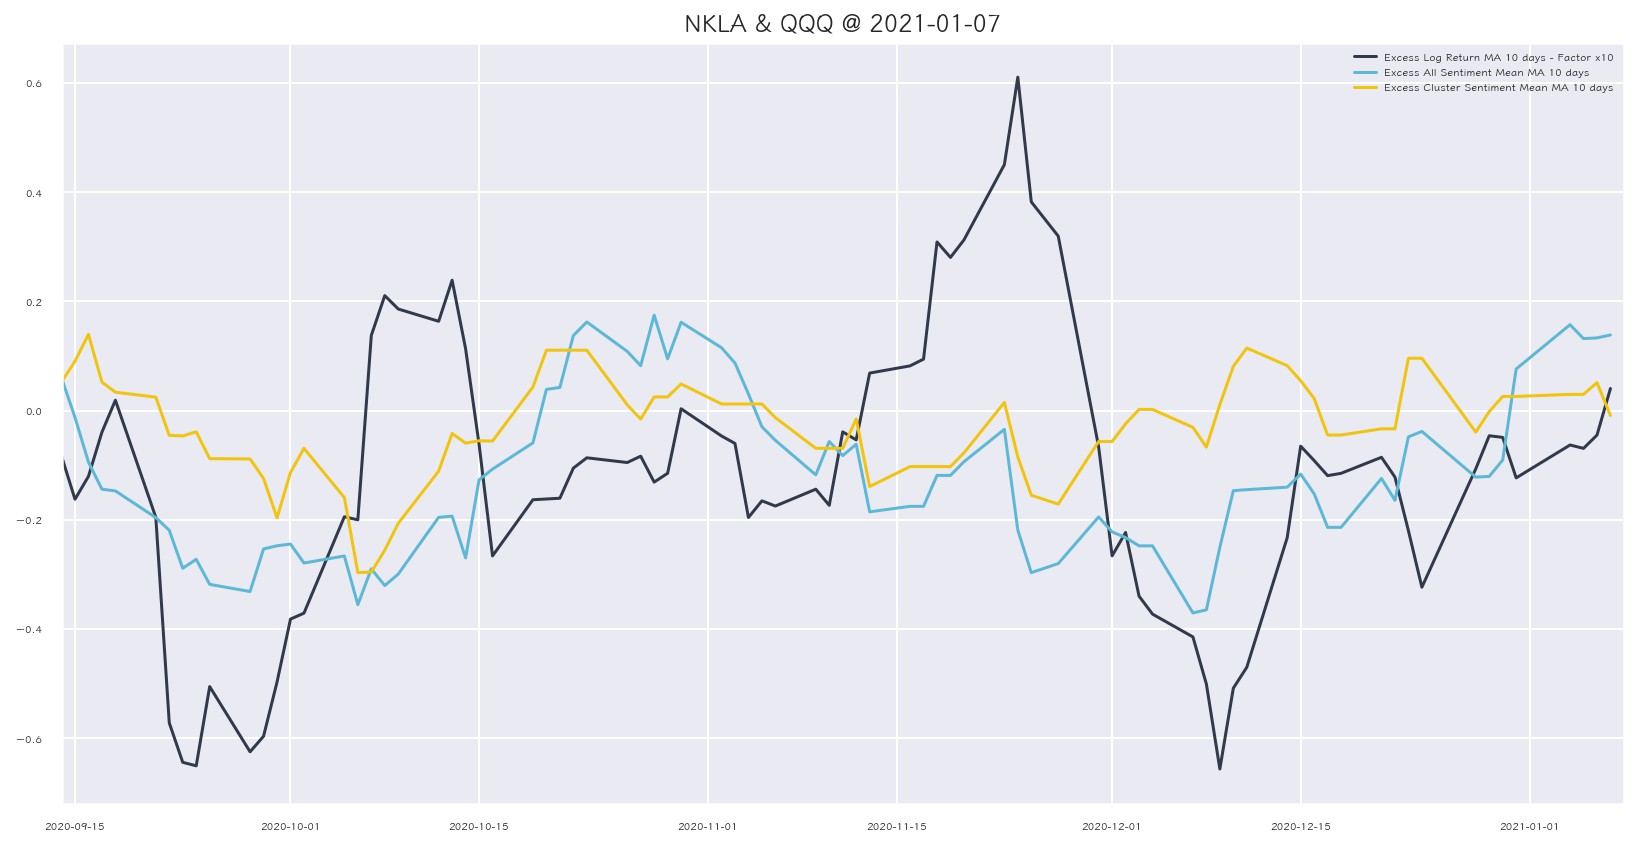 NKLA & QQQ @ 2021-01-07
Excess Log Return MA 10 days - Factor x10
Excess All Sentiment Mean MA 10 days
Excess Cluster Sentiment Mean MA 10 days
0.6
0.4
0.2
0.0
−0.2
−0.4
−0.6
2020-09-15 2020-10-01 2020-10-15 2020-11-01 2020-11-15 2020-12-01 2020-12-15 2021-01-01